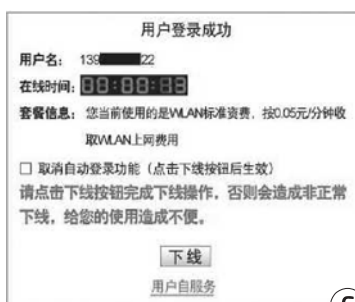 用户登录成功
用户名： 139 22
在线时间：
套餐信息： 您当前使用的是WLAN标准资费，按0.05元/分钟收
取WLAN上网费用
取消自动登录功能（点击下线按钮后生效）
请点击下线按钮完成下线操作，否则会造成非正常
下线，给您的使用造成不便。
下线
用户自服务